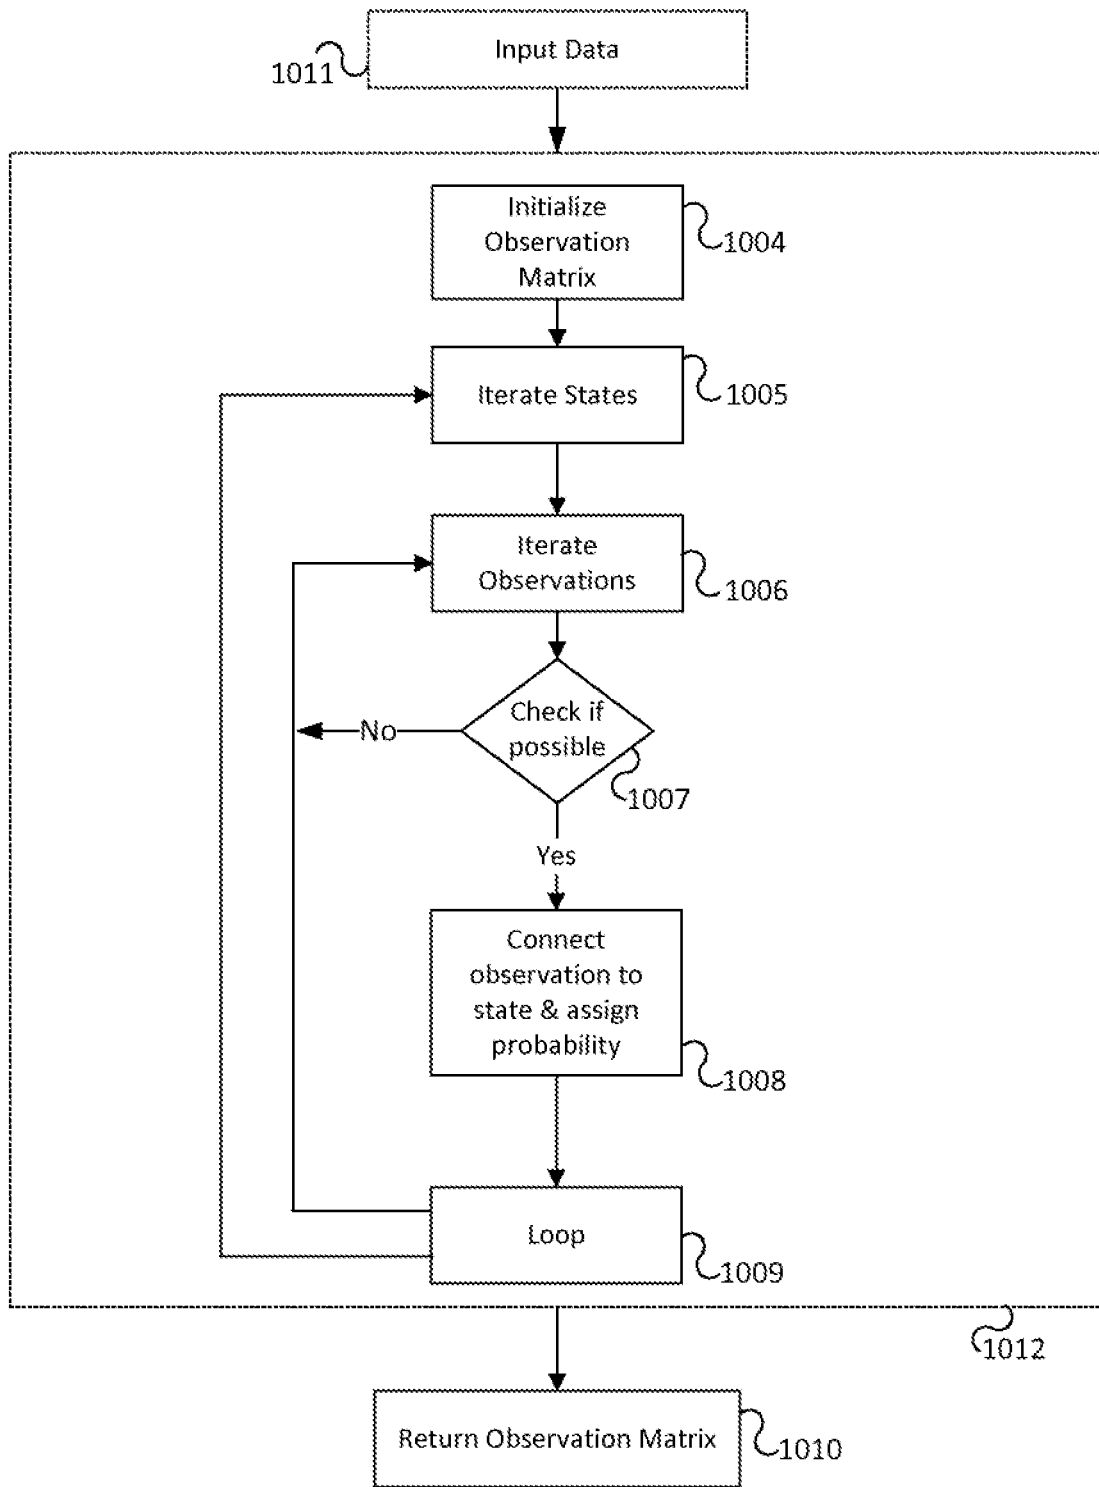 Input Data
1011
Initialize
Observation
Matrix
1004
Iterate States
1005
Iterate
Observations
1006
Check if
possible
No
1007
Yes
Connect
observation to
state & assign
probability
1008
Loop
1009
1012
Return Observation Matrix
1010